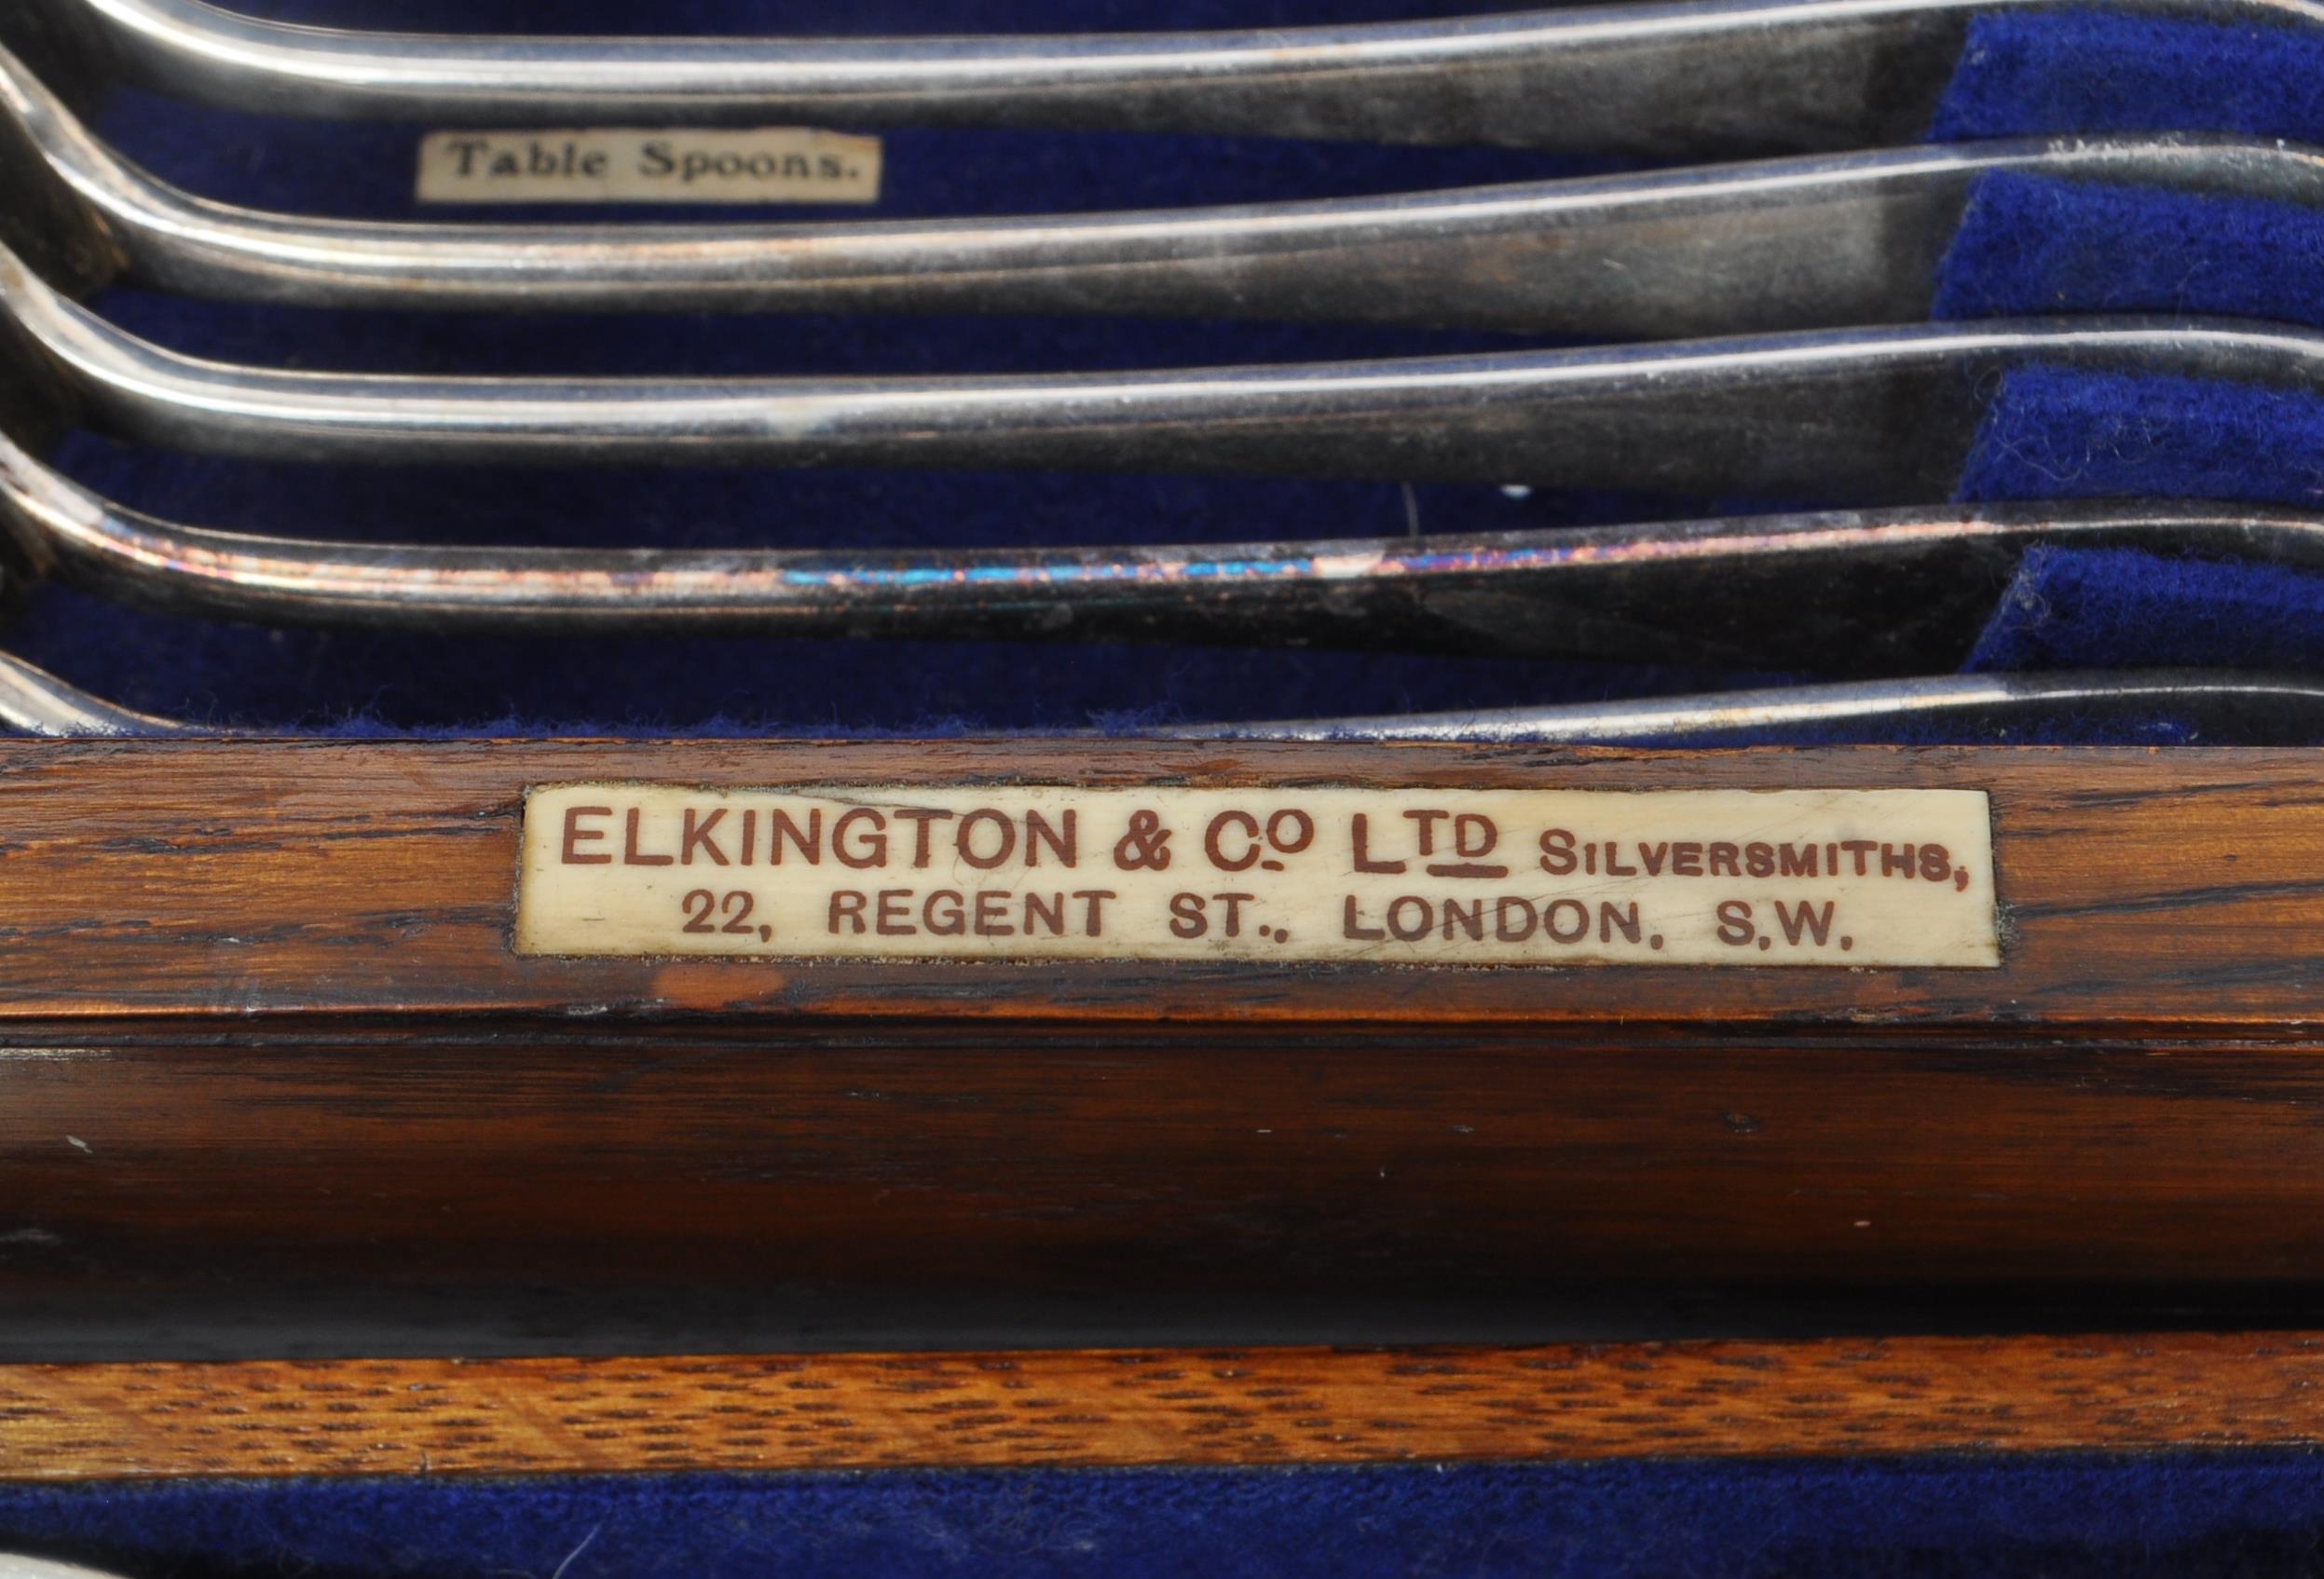 Table Spoons.
ELKINGTON & Co LTD SILVERSMITHS,
22, REGENT ST., LONDON. S.W.